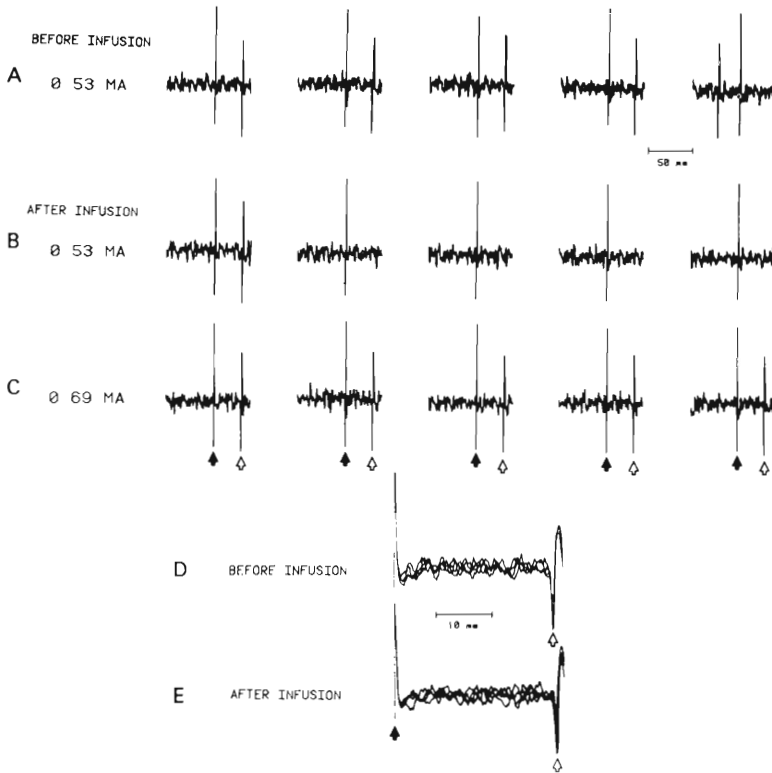 BEFORE INFUSION
A 0 53 MA
50 ms
AFTER INFUSION
B 0 53 MA
C 0 69 MA
D BEFORE INFUSION
10 ms
E AFTER INFUSION